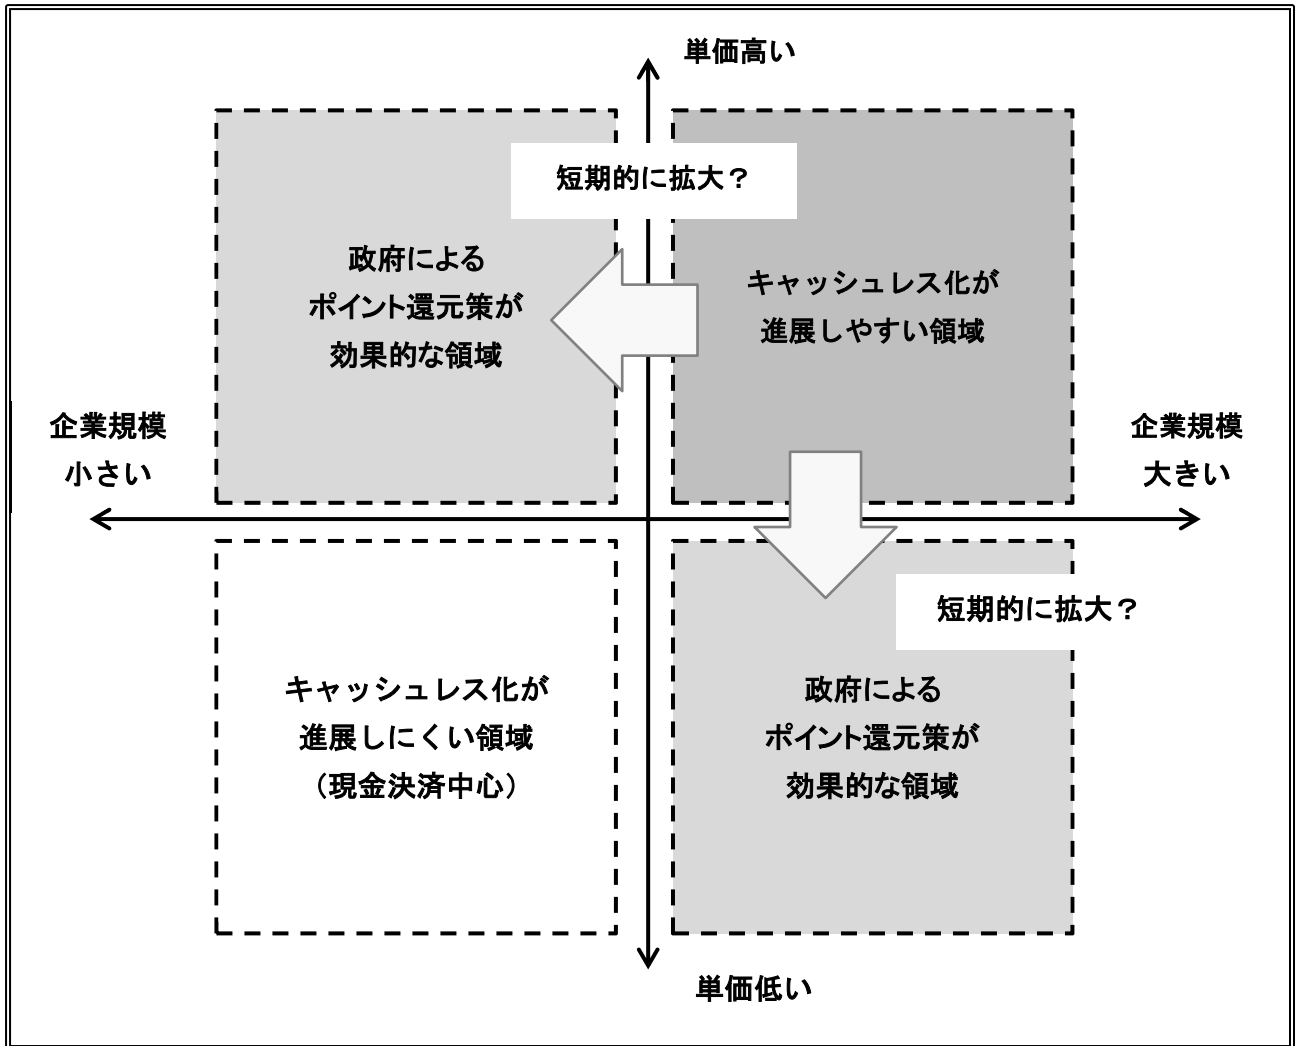 単価高い
短期的に拡大？
政府による
ポイント還元策が
効果的な領域
キャッシュレス化が
進展しやすい領域
企業規模
小さい
企業規模
大きい
短期的に拡大？
キャッシュレス化が
進展しにくい領域
（現金決済中心）
政府による
ポイント還元策が
効果的な領域
単価低い